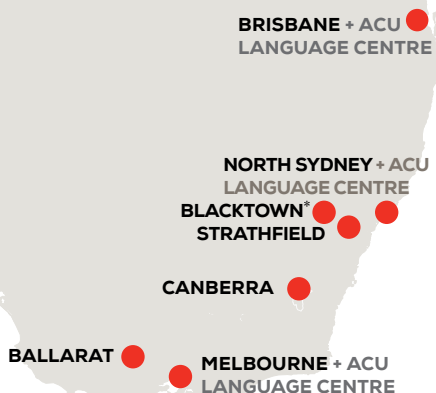 BRISBANE + ACU
LANGUAGE CENTRE
NORTH SYDNEY + ACU
LANGUAGE CENTRE
BLACKTOWN*
STRATHFIELD
CANBERRA
BALLARAT
MELBOURNE + ACU
LANGUAGE CENTRE